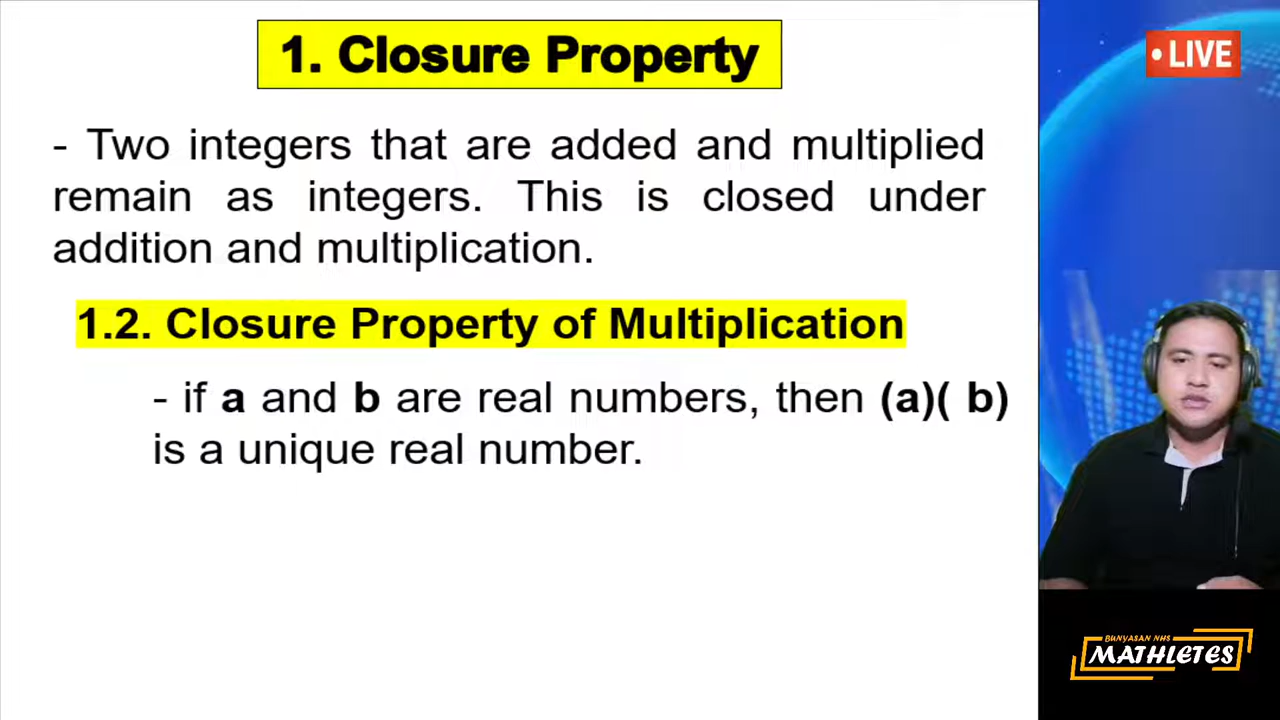 1. Closure Property
• LIVE
- Two integers that are added and multiplied
remain as integers. This is closed under
addition and multiplication.
1.2. Closure Property of Multiplication
- if a and b are real numbers, then (a)( b)
is a unique real number.
BUNYASAN NHS
MATHLETES